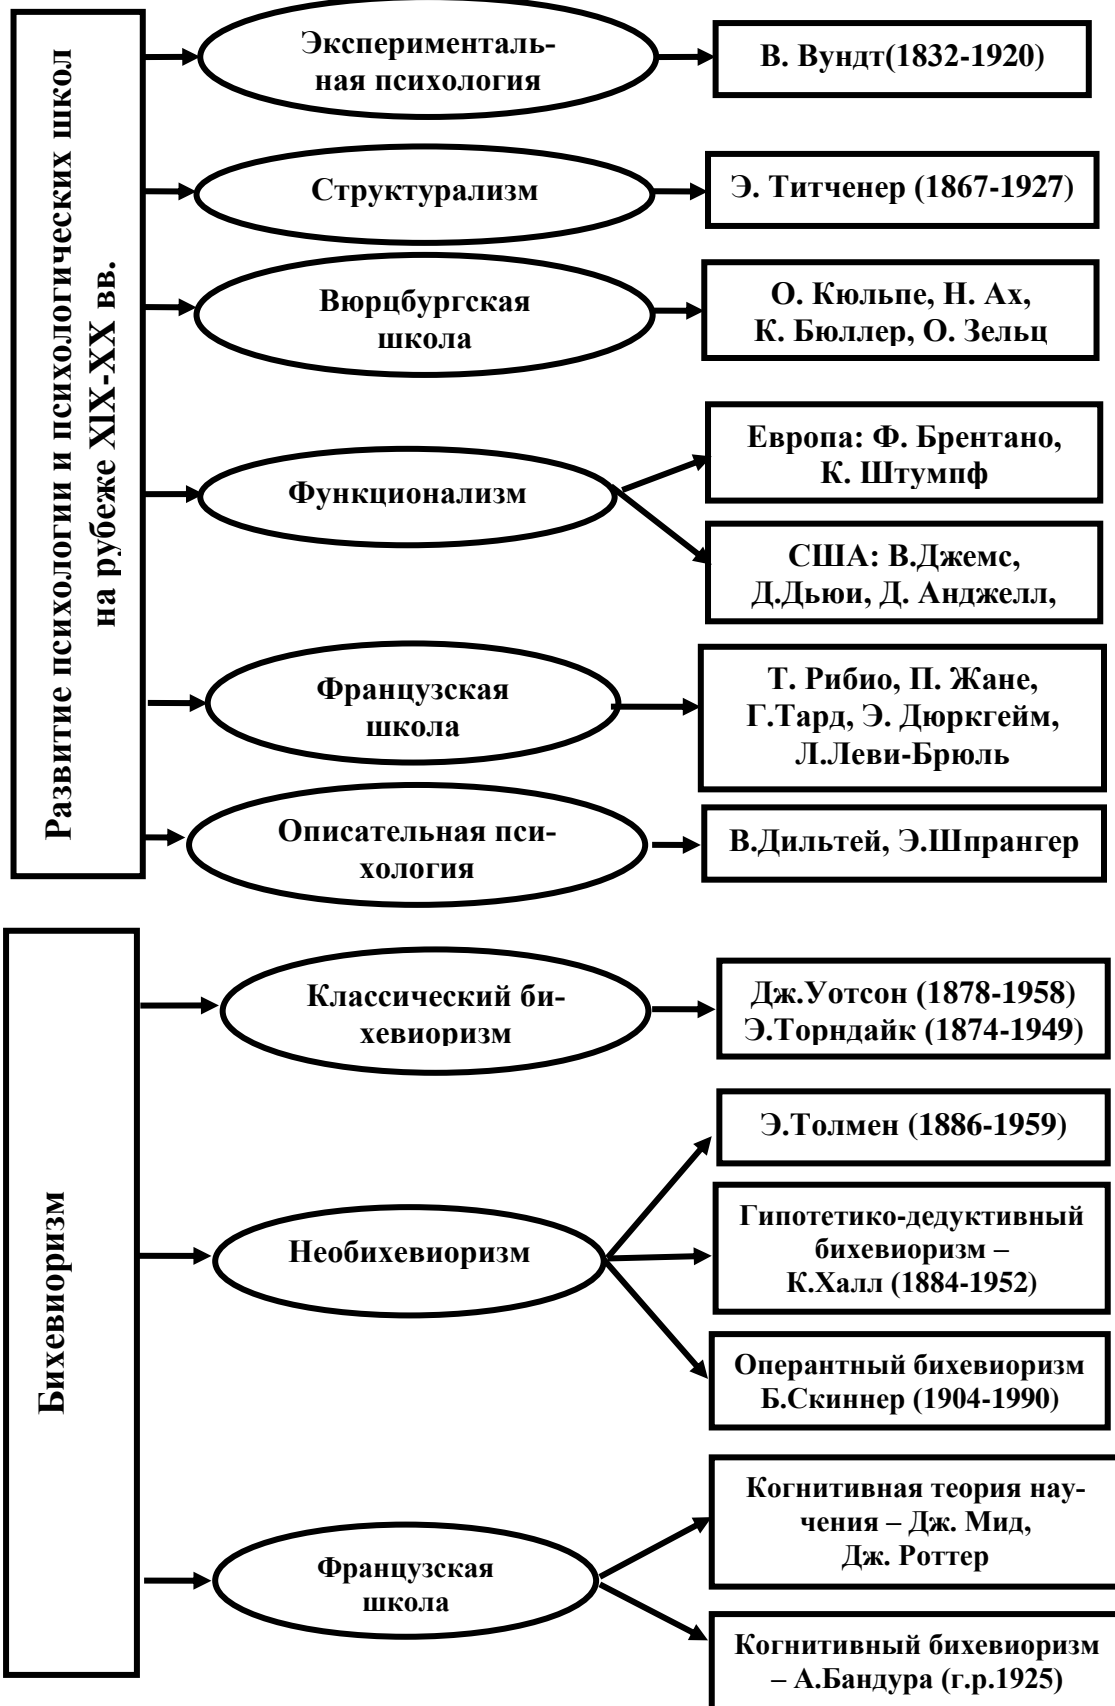 Развитие психологии и психологических школ
на рубеже XIX-XX вв.
Эксперименталь-
ная психология
В. Вундт(1832-1920)
Структурализм
Э. Титченер (1867-1927)
Вюрцбургская
школа
О. Кюльпе, Н. Ах,
К. Бюллер, О. Зельц
Функционализм
Европа: Ф. Брентано,
К. Штумпф
США: В.Джемс,
Д.Дьюи, Д. Анджелл,
Французская
школа
Т. Рибио, П. Жане,
Г.Тард, Э. Дюркгейм,
Л.Леви-Брюль
Описательная пси-
хология
В.Дильтей, Э.Шпрангер
Бихевиоризм
Классический би-
хевиоризм
Дж.Уотсон (1878-1958)
Э.Торндайк (1874-1949)
Необихевиоризм
Э.Толмен (1886-1959)
Гипотетико-дедуктивный
бихевиоризм –
К.Халл (1884-1952)
Оперантный бихевиоризм
Б.Скиннер (1904-1990)
Французская
школа
Когнитивная теория нау-
чения – Дж. Мид,
Дж. Роттер
Когнитивный бихевиоризм
– А.Бандура (г.р.1925)